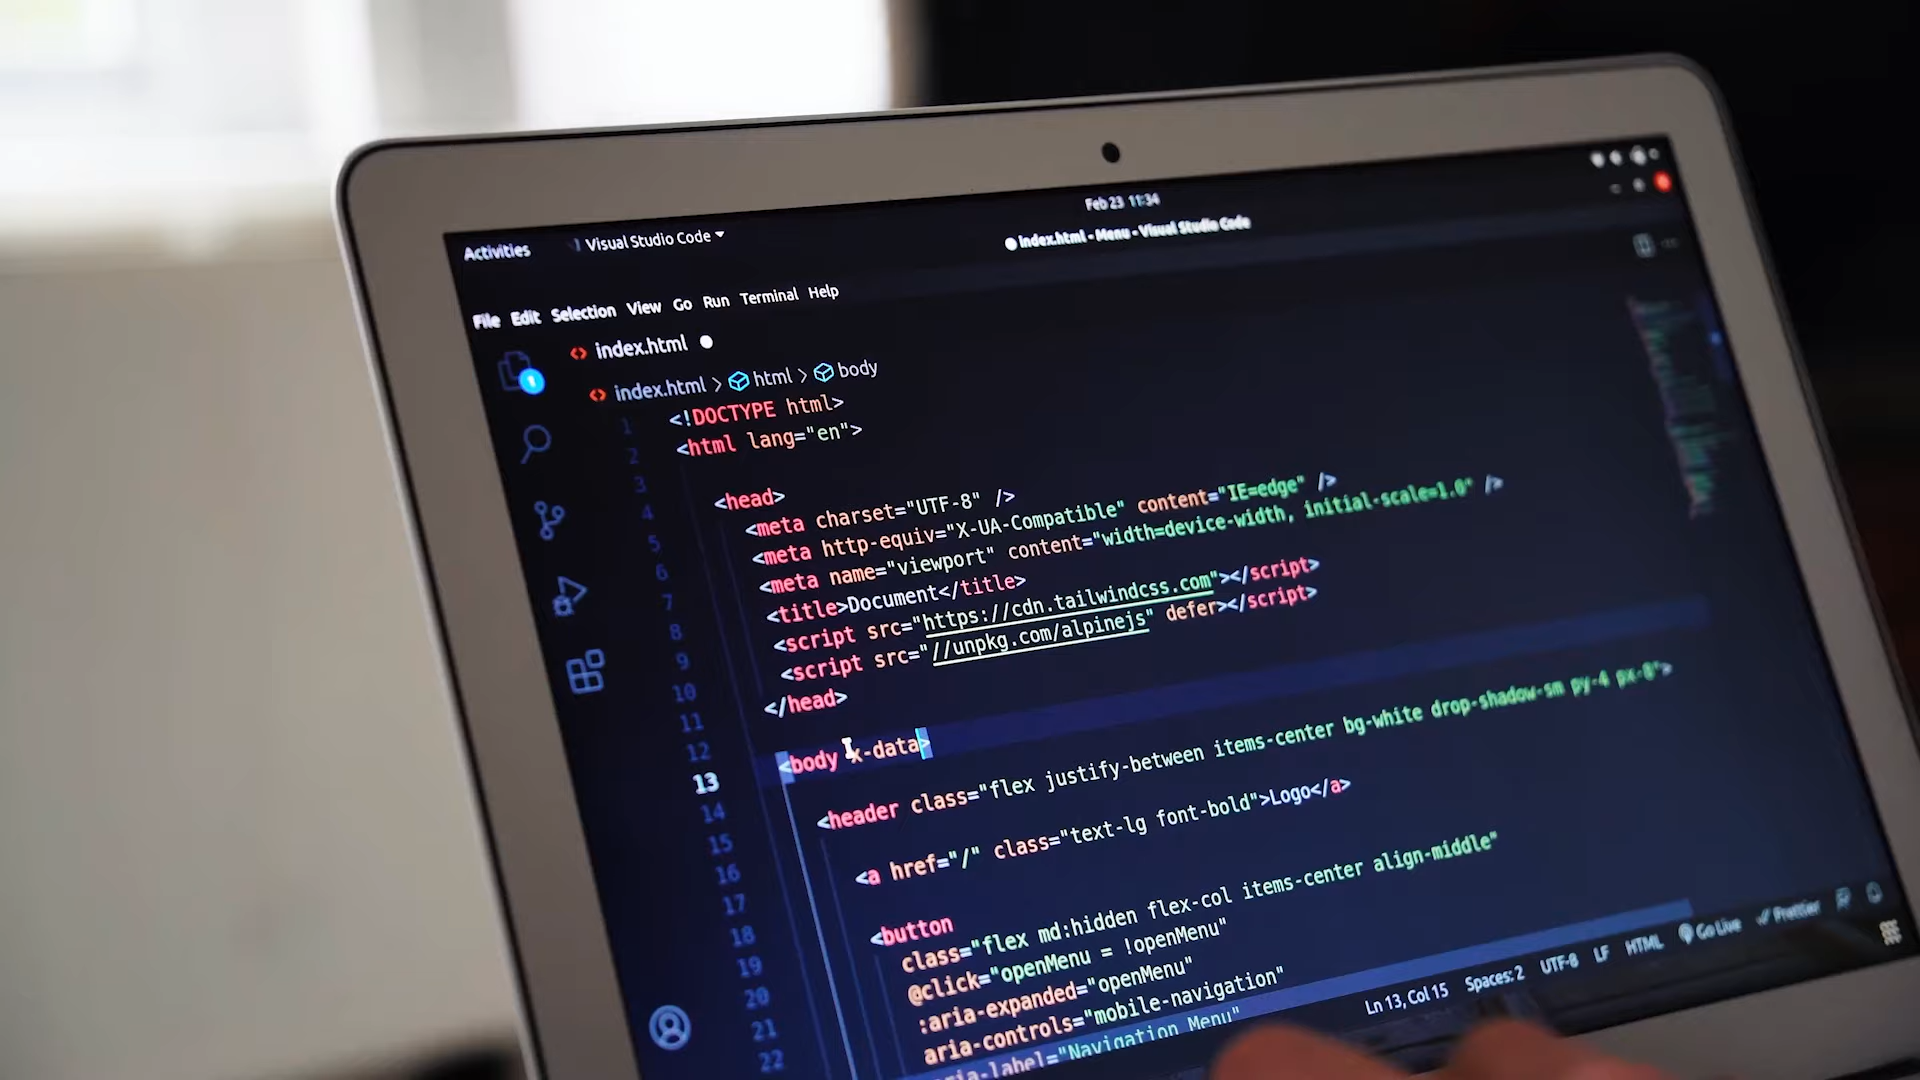 Feb 23 11:34
Activities
Visual Studio Code
index.html - Menu - Visual Studio Code
File Edit Selection View Go Run Terminal Help
index.html
1
index.html > html > body
1 <!DOCTYPE html>
2 <html lang="en">
3
4 <head>
5 <meta charset="UTF-8" />
6 <meta http-equiv="X-UA-Compatible" content="IE=edge" />
7 <meta name="viewport" content="width=device-width, initial-scale=1.0" />
8 <title>Document</title>
9 <script src="https://cdn.tailwindcss.com"></script>
10 <script src="//unpkg.com/alpinejs" defer></script>
11 </head>
12
13 <body x-data>
14
15 <header class="flex justify-between items-center bg-white drop-shadow-sm py-4 px-8">
16
17 <a href="/" class="text-lg font-bold">Logo</a>
18
19 <button
20 class="flex md:hidden flex-col items-center align-middle"
21 @click="openMenu = !openMenu"
22 :aria-expanded="openMenu"
aria-controls="mobile-navigation"
aria-label="Navigation Menu"
Ln 13, Col 15 Spaces: 2 UTF-8 LF HTML Go Live Prettier